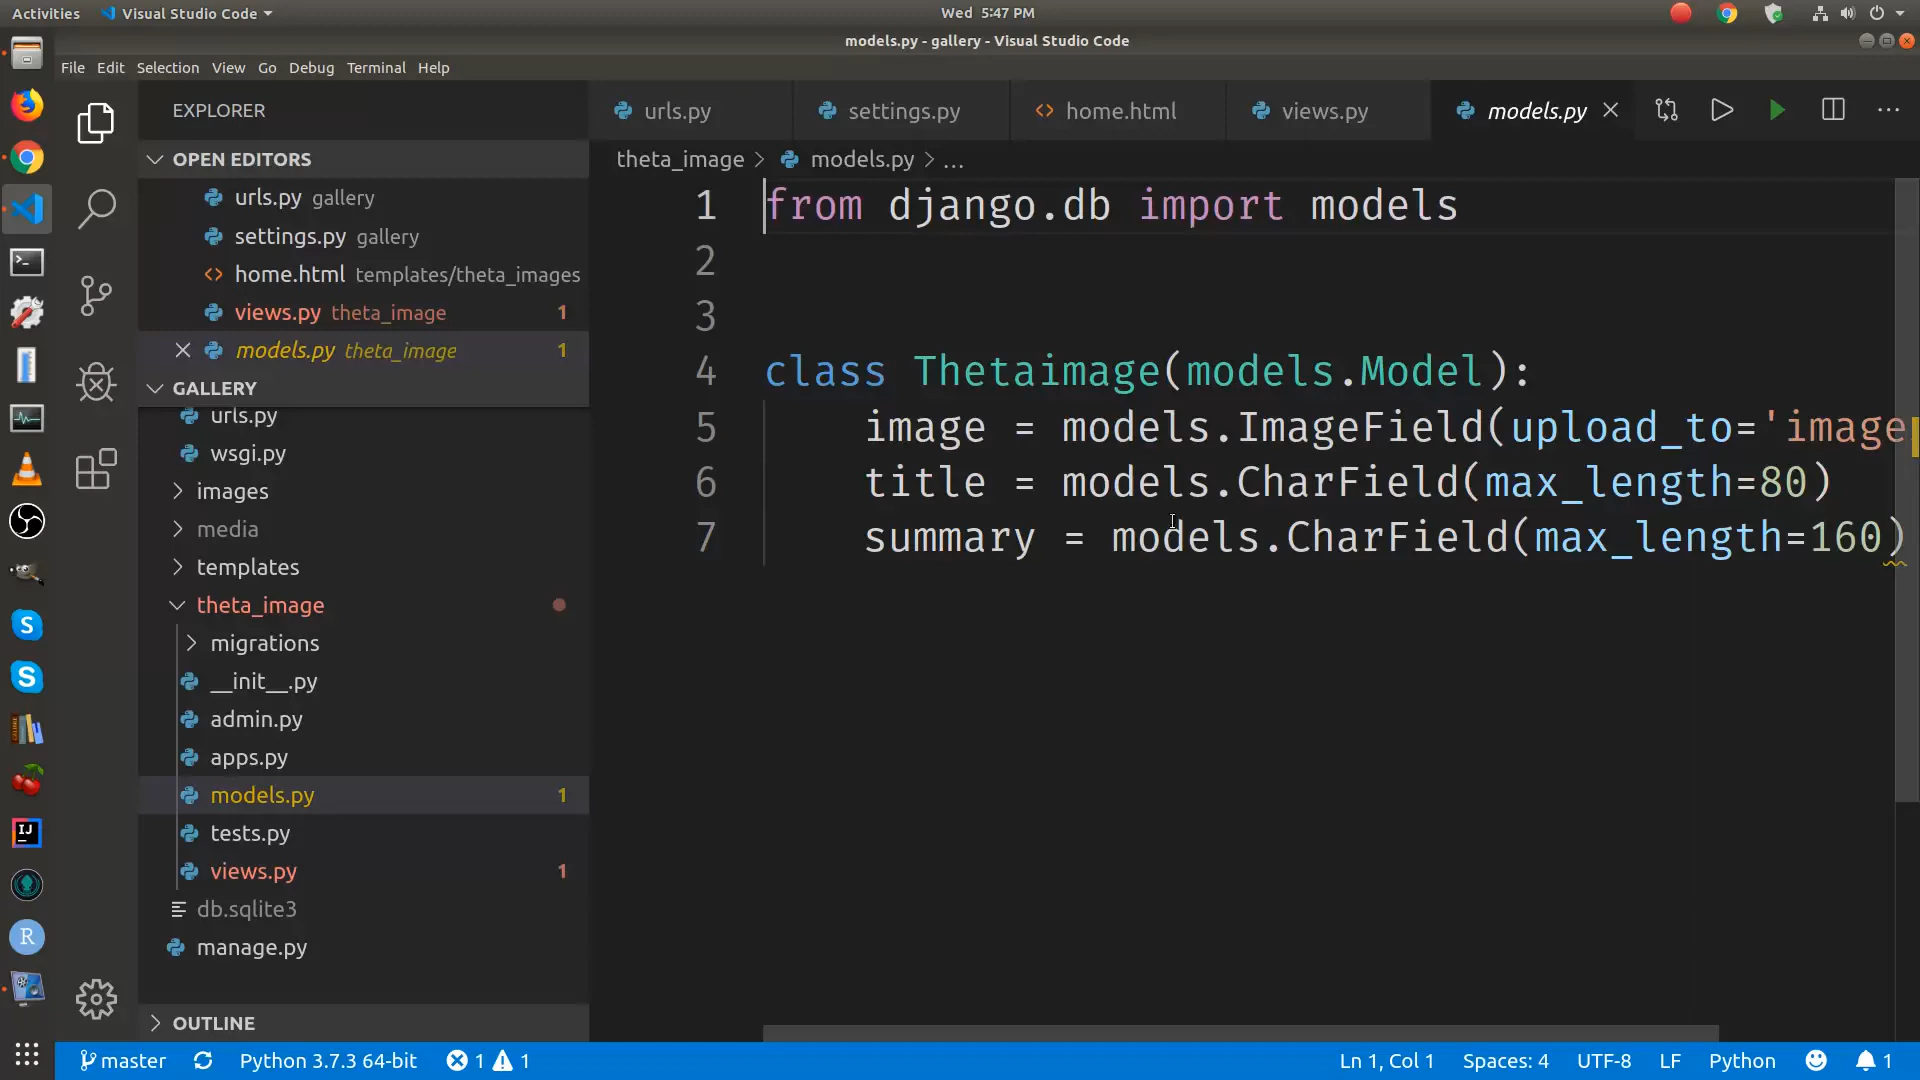 Activities Visual Studio Code Wed 5:47 PM
models.py - gallery - Visual Studio Code
File Edit Selection View Go Debug Terminal Help
EXPLORER
OPEN EDITORS
urls.py gallery
settings.py gallery
home.html templates/theta_images
views.py theta_image 1
models.py theta_image 1
GALLERY
urls.py
wsgi.py
images
media
templates
theta_image
migrations
__init__.py
admin.py
apps.py
models.py 1
tests.py
views.py 1
db.sqlite3
manage.py
OUTLINE
urls.py settings.py home.html views.py models.py
theta_image > models.py > ...
1 from django.db import models
2
3
4 class Thetaimage(models.Model):
5 image = models.ImageField(upload_to='image
6 title = models.CharField(max_length=80)
7 summary = models.CharField(max_length=160)
IJ
S
S
R
master Python 3.7.3 64-bit 1 1 Ln 1, Col 1 Spaces: 4 UTF-8 LF Python 1